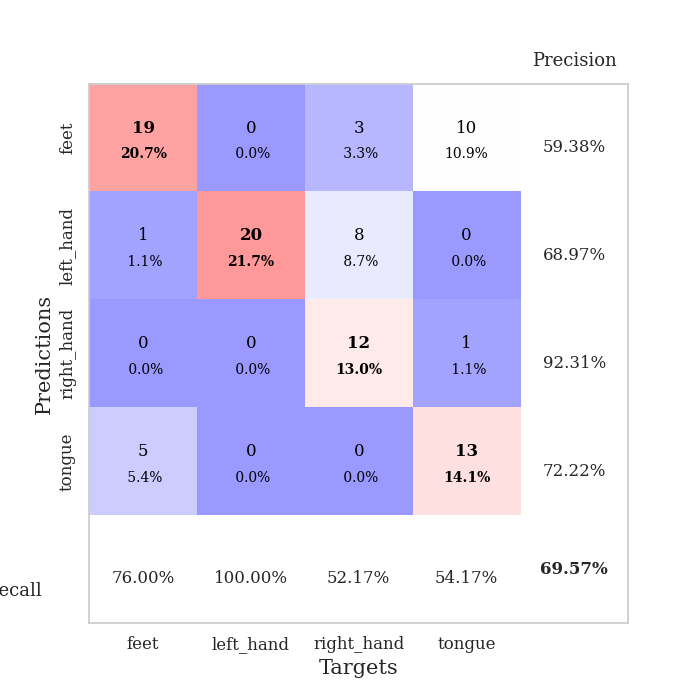 Precision
feet
19 0 3 10 59.38%
20.7% 0.0% 3.3% 10.9%
left_hand
1 20 8 0 68.97%
1.1% 21.7% 8.7% 0.0%
right_hand
0 0 12 1 92.31%
0.0% 0.0% 13.0% 1.1%
Predictions
tongue
5 0 0 13 72.22%
5.4% 0.0% 0.0% 14.1%
ecall 76.00% 100.00% 52.17% 54.17% 69.57%
feet left_hand right_hand tongue
Targets